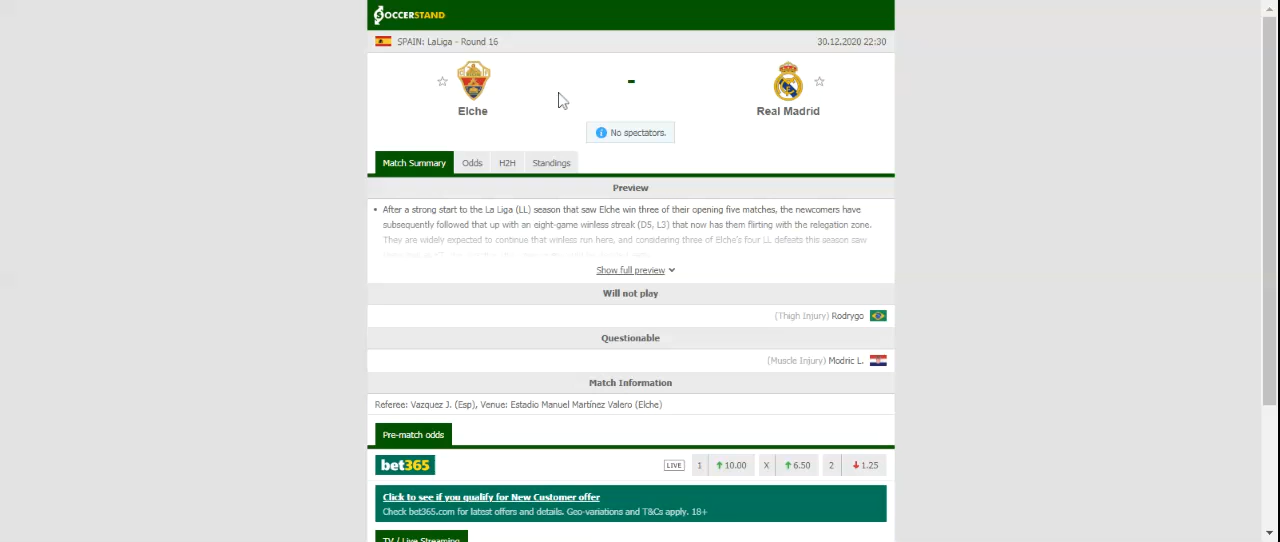 SOCCERSTAND
SPAIN: LaLiga - Round 16 30.12.2020 22:30
-
Elche Real Madrid
No spectators.
Match Summary Odds H2H Standings
Preview
• After a strong start to the La Liga (LL) season that saw Elche win three of their opening five matches, the newcomers have
subsequently followed that up with an eight-game winless streak (D5, L3) that now has them flirting with the relegation zone.
They are widely expected to continue that winless run here, and considering three of Elche's four LL defeats this season saw
Show full preview
Will not play
(Thigh Injury) Rodrygo
Questionable
(Muscle Injury) Modric L.
Match Information
Referee: Vazquez J. (Esp), Venue: Estadio Manuel Martínez Valero (Elche)
Pre-match odds
bet365 LIVE 1 10.00 X 6.50 2 1.25
Click to see if you qualify for New Customer offer
Check bet365.com for latest offers and details. Geo-variations and T&Cs apply. 18+
TV / Live Streaming